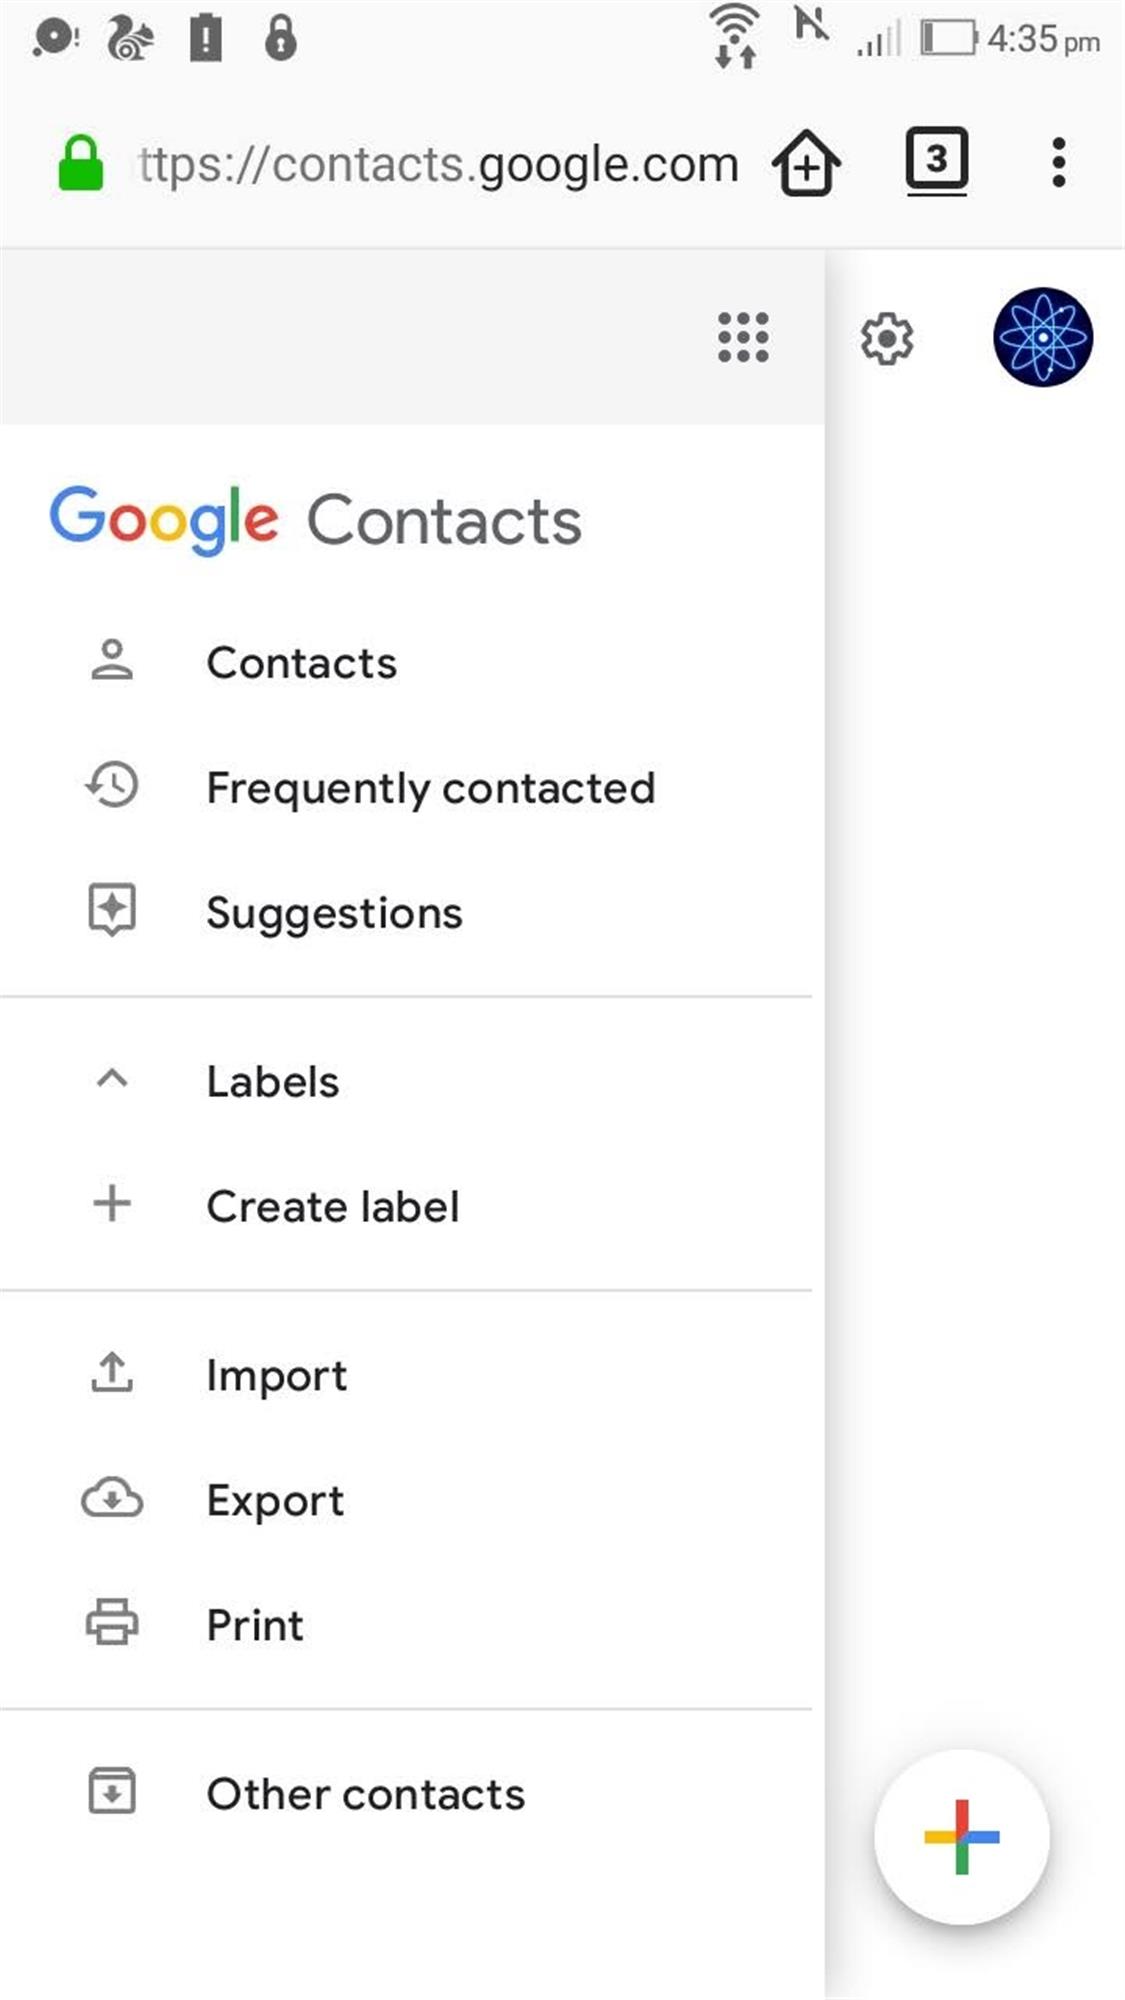 4:35 pm
ttps://contacts.google.com
3
Google Contacts
Contacts
Frequently contacted
Suggestions
Labels
Create label
Import
Export
Print
Other contacts